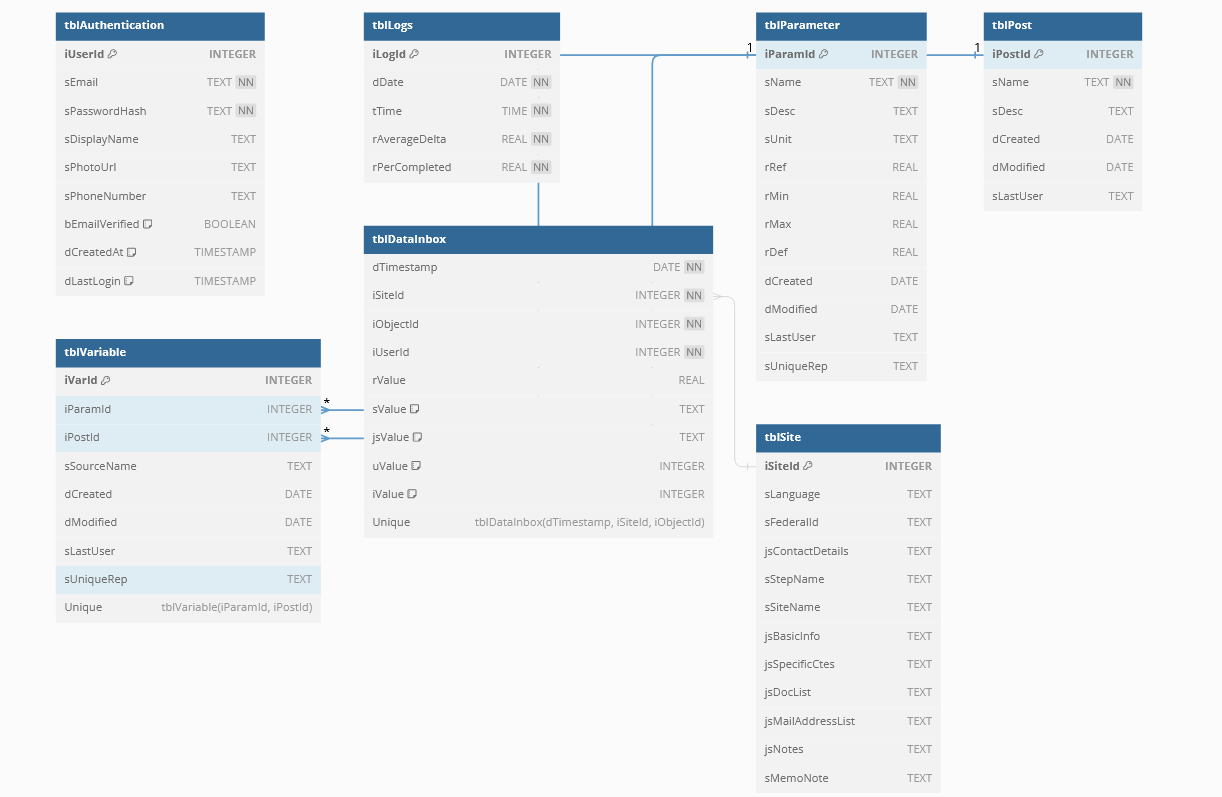 tblAuthentication
iUserId INTEGER
sEmail TEXT NN
sPasswordHash TEXT NN
sDisplayName TEXT
sPhotoUrl TEXT
sPhoneNumber TEXT
bEmailVerified BOOLEAN
dCreatedAt TIMESTAMP
dLastLogin TIMESTAMP
tblLogs
iLogId INTEGER
dDate DATE NN
tTime TIME NN
rAverageDelta REAL NN
rPerCompleted REAL NN
1
tblParameter
iParamId INTEGER
sName TEXT NN
sDesc TEXT
sUnit TEXT
rRef REAL
rMin REAL
rMax REAL
rDef REAL
dCreated DATE
dModified DATE
sLastUser TEXT
sUniqueRep TEXT
1
tblPost
iPostId INTEGER
sName TEXT NN
sDesc TEXT
dCreated DATE
dModified DATE
sLastUser TEXT
tblDataInbox
dTimestamp DATE NN
iSiteId INTEGER NN
iObjectId INTEGER NN
iUserId INTEGER NN
rValue REAL
sValue TEXT
jsValue TEXT
uValue INTEGER
iValue INTEGER
Unique tblDataInbox(dTimestamp, iSiteId, iObjectId)
tblVariable
iVarId INTEGER
iParamId INTEGER *
iPostId INTEGER *
sSourceName TEXT
dCreated DATE
dModified DATE
sLastUser TEXT
sUniqueRep TEXT
Unique tblVariable(iParamId, iPostId)
tblSite
iSiteId INTEGER
sLanguage TEXT
sFederalId TEXT
jsContactDetails TEXT
sStepName TEXT
sSiteName TEXT
jsBasicInfo TEXT
jsSpecificCtes TEXT
jsDocList TEXT
jsMailAddressList TEXT
jsNotes TEXT
sMemoNote TEXT